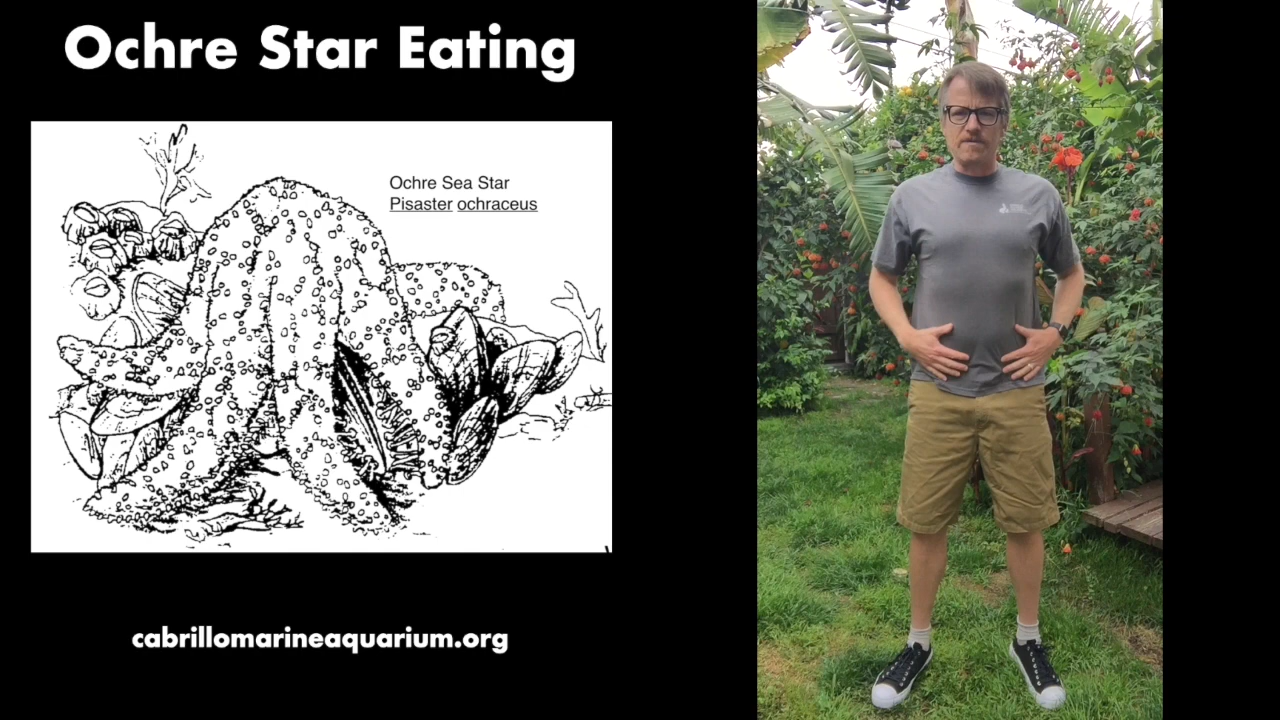 Ochre Star Eating
Ochre Sea Star
Pisaster ochraceus
cabrillomarineaquarium.org